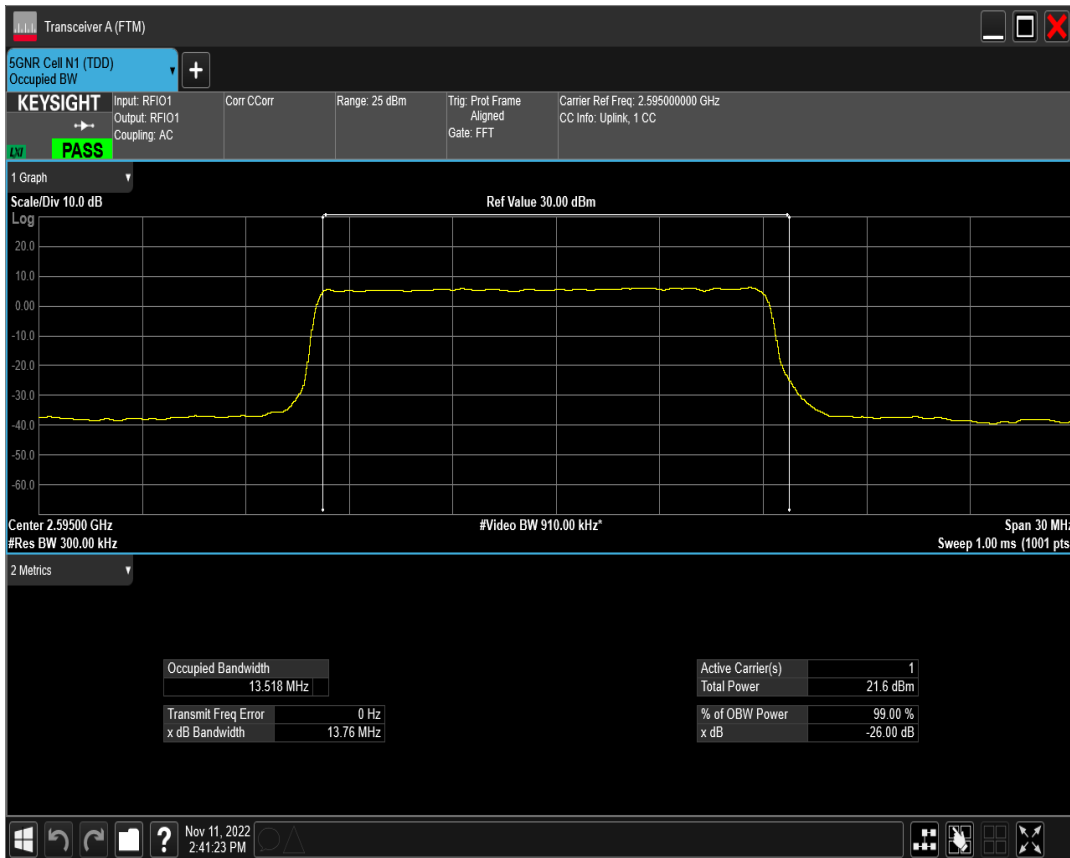 Transceiver A (FTM)
5GNR Cell N1 (TDD)
Occupied BW
+
KEYSIGHT
LXI
PASS
Input: RFIO1
Output: RFIO1
Coupling: AC
Corr CCorr
Range: 25 dBm
Trig: Prot Frame
Aligned
Gate: FFT
Carrier Ref Freq: 2.595000000 GHz
CC Info: Uplink, 1 CC
1 Graph
Scale/Div 10.0 dB
Ref Value 30.00 dBm
Log
20.0
10.0
0.00
-10.0
-20.0
-30.0
-40.0
-50.0
-60.0
Center 2.59500 GHz
#Video BW 910.00 kHz*
Span 30 MHz
#Res BW 300.00 kHz
Sweep 1.00 ms (1001 pts
2 Metrics
Occupied Bandwidth
13.518 MHz
Transmit Freq Error 0 Hz
x dB Bandwidth 13.76 MHz
Active Carrier(s) 1
Total Power 21.6 dBm
% of OBW Power 99.00 %
x dB -26.00 dB
?
Nov 11, 2022
2:41:23 PM